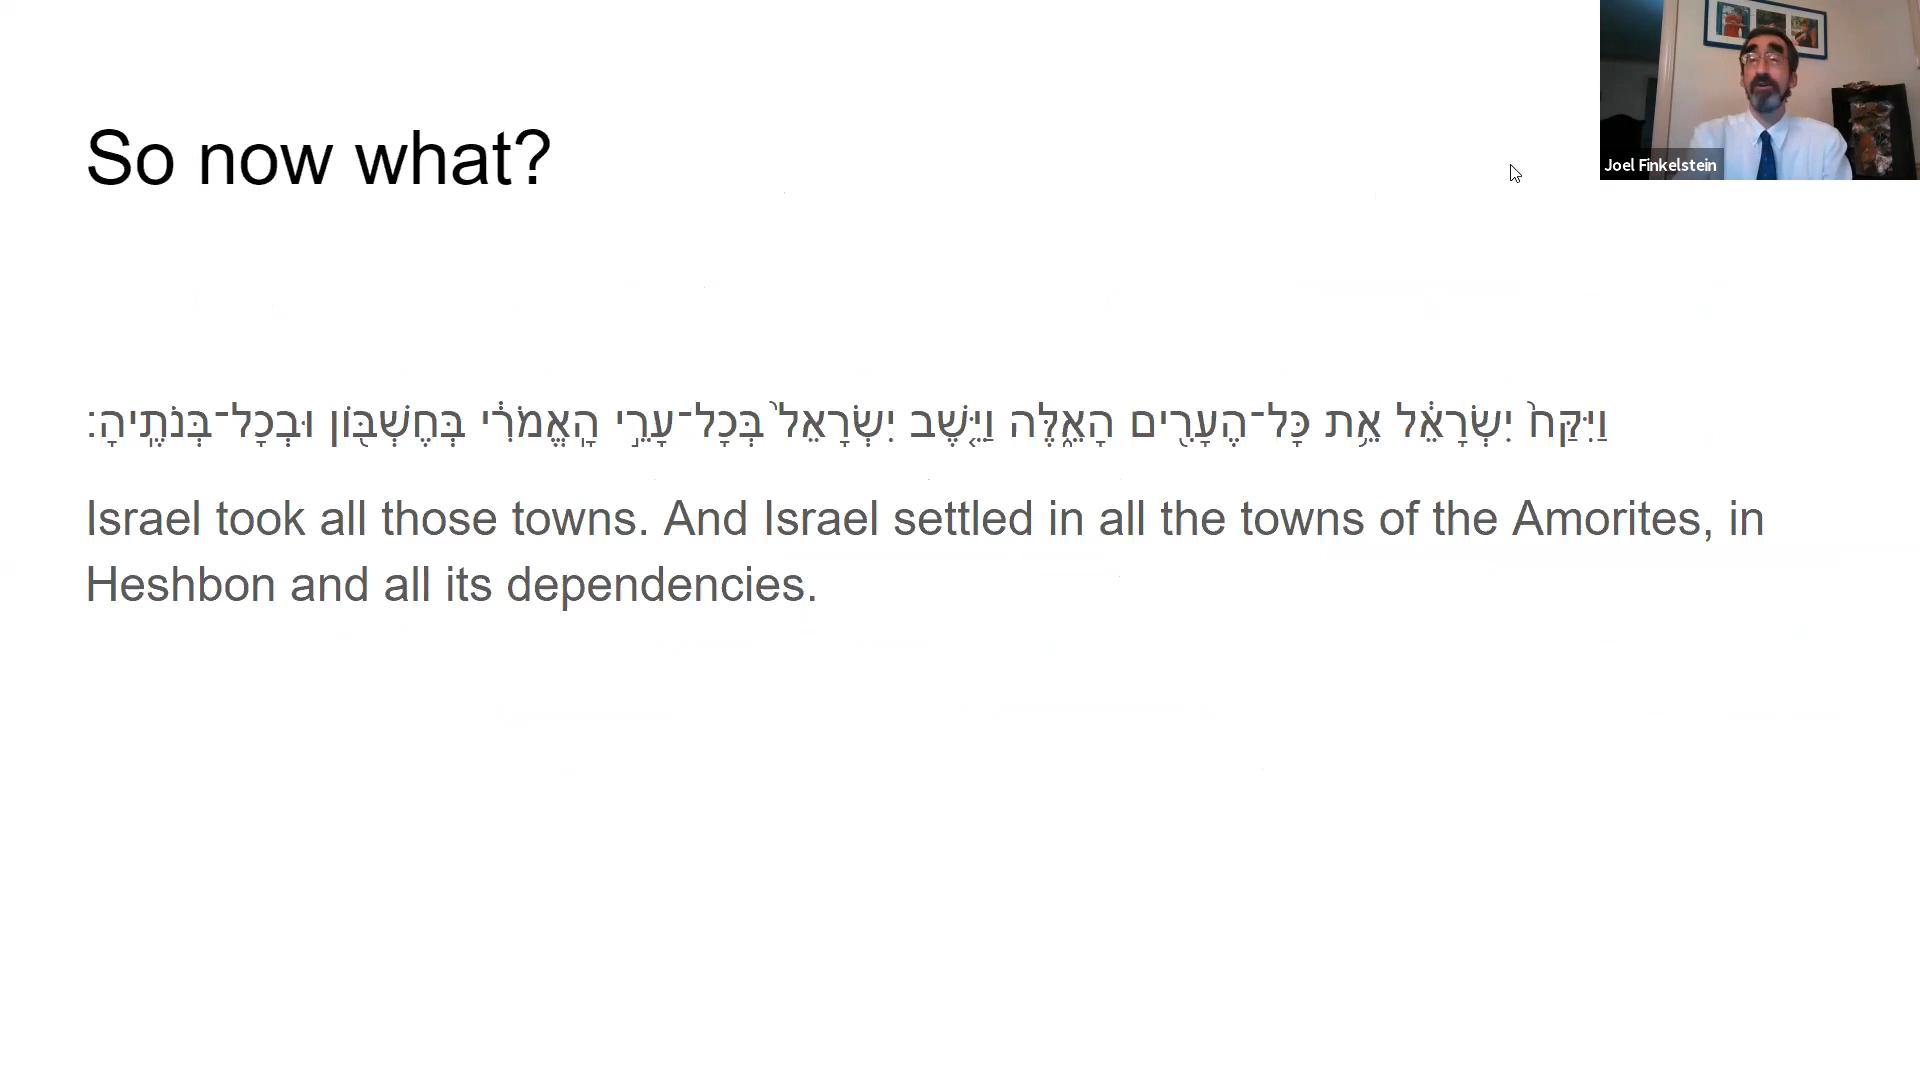 So now what?
Joel Finkelstein
וַיִּקַּח֙ יִשְׂרָאֵ֔ל אֵ֥ת כׇּל־הֶעָרִ֖ים הָאֵ֑לֶּה וַיֵּ֤שֶׁב יִשְׂרָאֵל֙ בְּכׇל־עָרֵ֣י הָֽאֱמֹרִ֔י בְּחֶשְׁבּ֖וֹן וּבְכׇל־בְּנֹתֶֽיהָ׃
Israel took all those towns. And Israel settled in all the towns of the Amorites, in
Heshbon and all its dependencies.